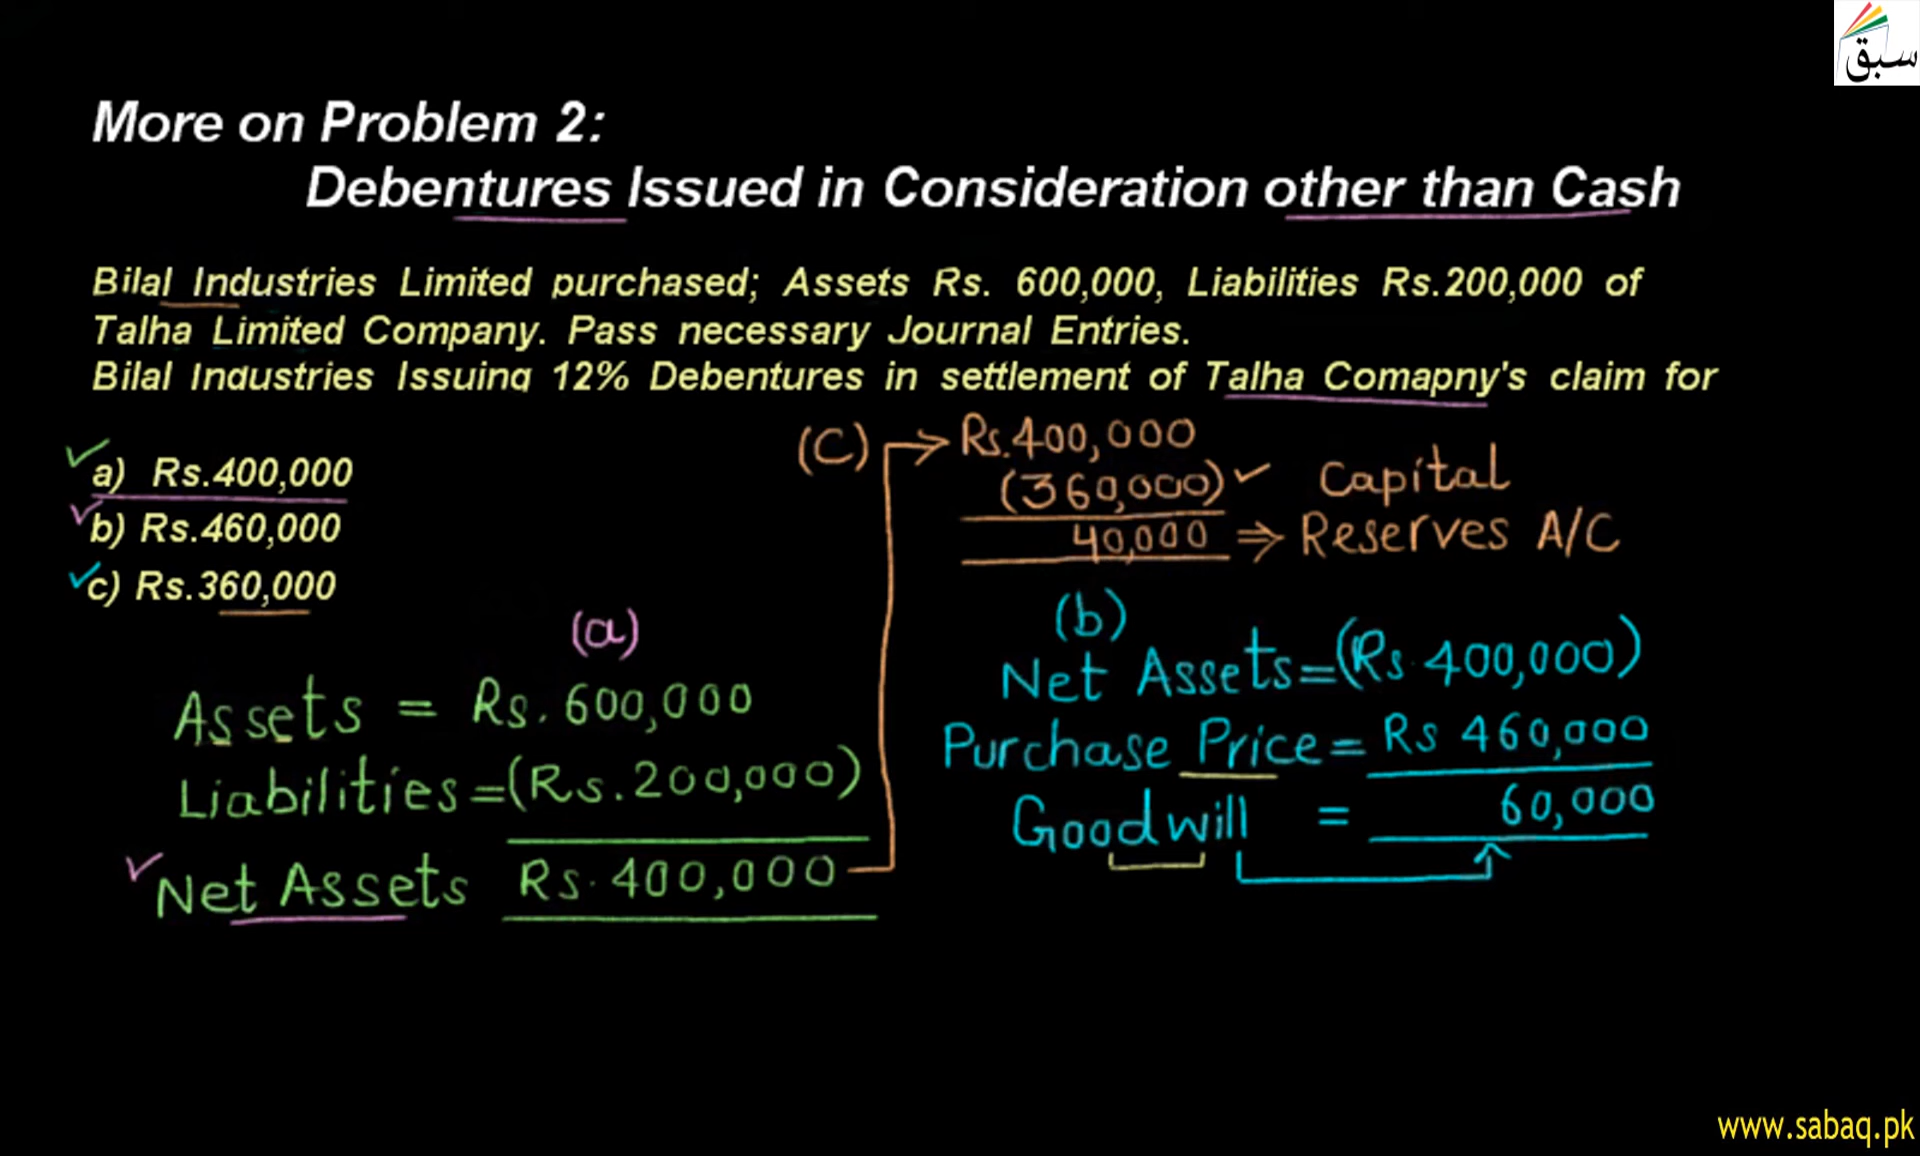 سبق
More on Problem 2:
Debentures Issued in Consideration other than Cash
Bilal Industries Limited purchased; Assets Rs. 600,000, Liabilities Rs.200,000 of
Talha Limited Company. Pass necessary Journal Entries.
Bilal Industries Issuing 12% Debentures in settlement of Talha Comapny's claim for
a) Rs.400,000
b) Rs.460,000
c) Rs.360,000
(C) Rs.400,000
(360,000) Capital
40,000 ⇒ Reserves A/C
(a)
Assets = Rs. 600,000
Liabilities = (Rs. 200,000)
Net Assets Rs. 400,000
(b)
Net Assets = (Rs. 400,000)
Purchase Price = Rs 460,000
Goodwill = 60,000
www.sabaq.pk